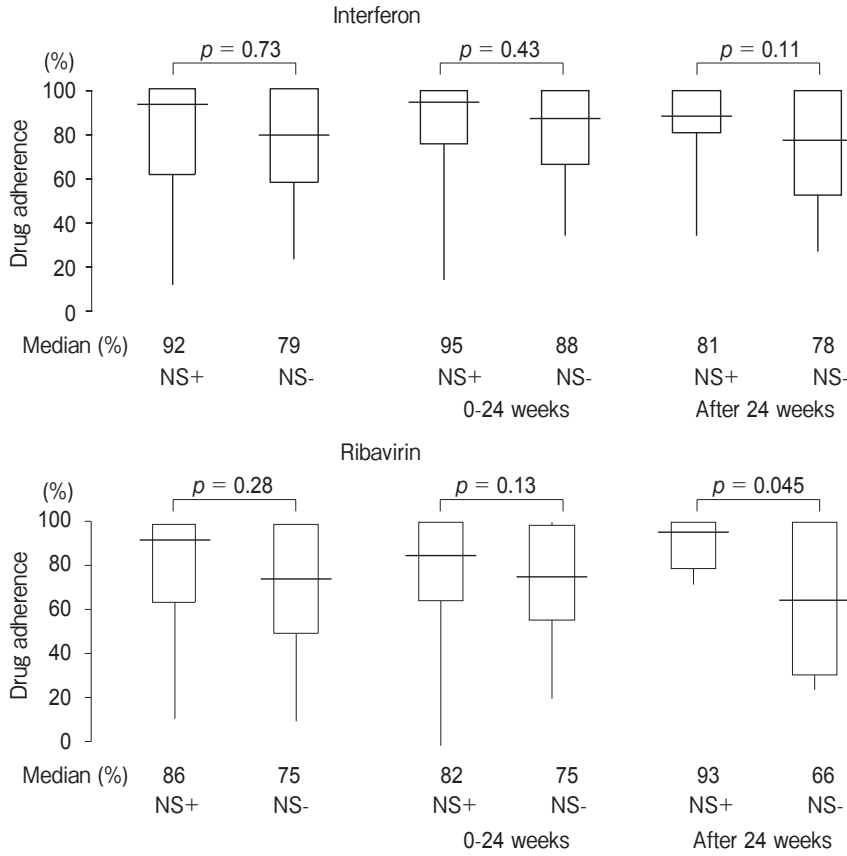 Interferon
p = 0.73 p = 0.43 p = 0.11
(%)
100
80
60
40
20
0
Drug adherence
Median (%) 92 79 95 88 81 78
NS+ NS- NS+ NS- NS+ NS-
0-24 weeks After 24 weeks
Ribavirin
p = 0.28 p = 0.13 p = 0.045
(%)
100
80
60
40
20
0
Drug adherence
Median (%) 86 75 82 75 93 66
NS+ NS- NS+ NS- NS+ NS-
0-24 weeks After 24 weeks